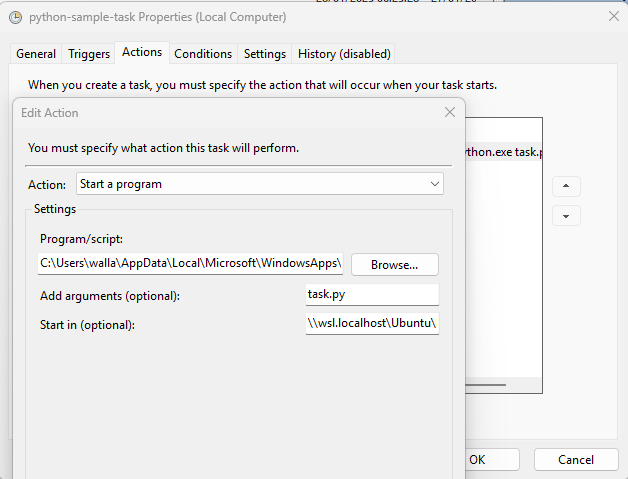 python-sample-task Properties (Local Computer)
General Triggers Actions Conditions Settings History (disabled)
When you create a task, you must specify the action that will occur when your task starts.
Edit Action
You must specify what action this task will perform.
ython.exe task.p
Action: Start a program
Settings
Program/script:
C:\Users\walla\AppData\Local\Microsoft\WindowsApps\ Browse...
Add arguments (optional): task.py
Start in (optional): \\wsl.localhost\Ubuntu\
OK Cancel